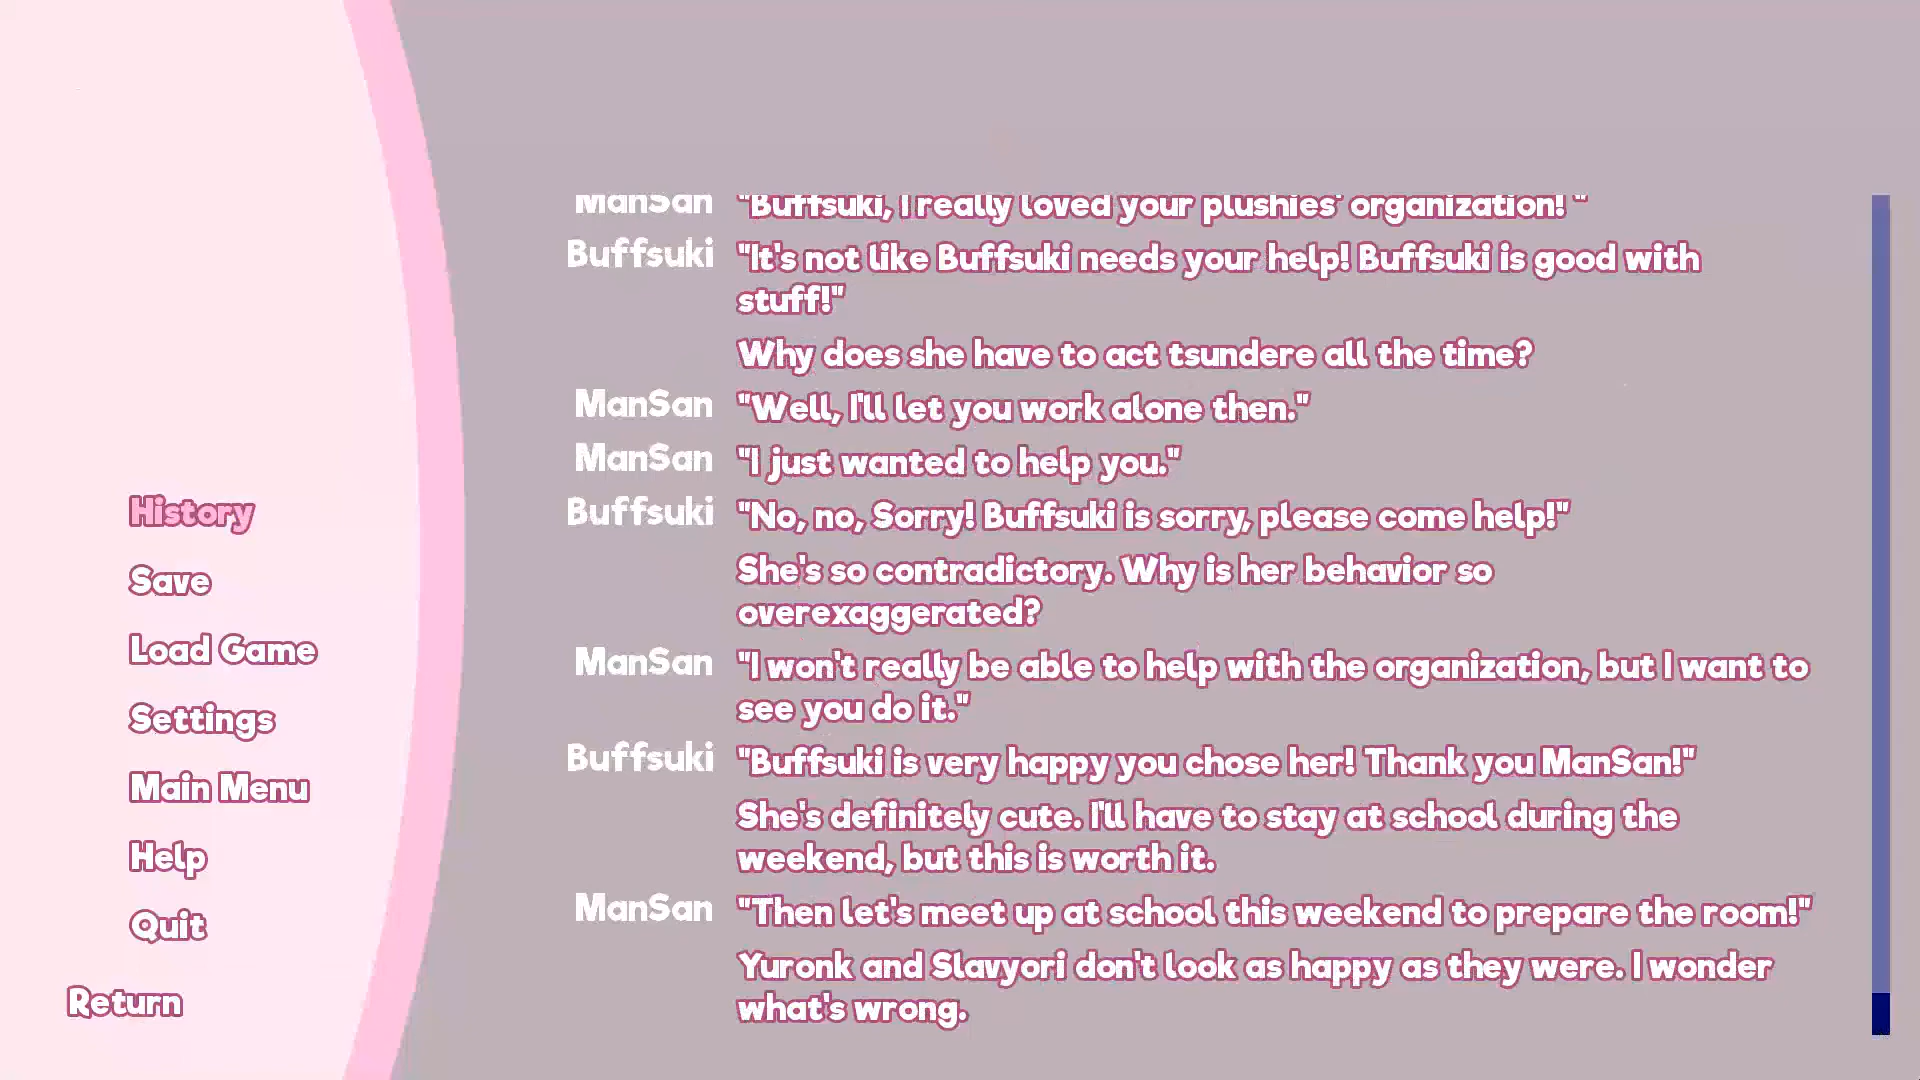 ManSan "Buffsuki, I really loved your plushies' organization! "
Buffsuki "It's not like Buffsuki needs your help! Buffsuki is good with
stuff!"
Why does she have to act tsundere all the time?
ManSan "Well, I'll let you work alone then."
ManSan "I just wanted to help you."
Buffsuki "No, no, Sorry! Buffsuki is sorry, please come help!"
She's so contradictory. Why is her behavior so
overexaggerated?
ManSan "I won't really be able to help with the organization, but I want to
see you do it."
Buffsuki "Buffsuki is very happy you chose her! Thank you ManSan!"
She's definitely cute. I'll have to stay at school during the
weekend, but this is worth it.
ManSan "Then let's meet up at school this weekend to prepare the room!"
Yuronk and Slavyori don't look as happy as they were. I wonder
what's wrong.
History
Save
Load Game
Settings
Main Menu
Help
Quit
Return